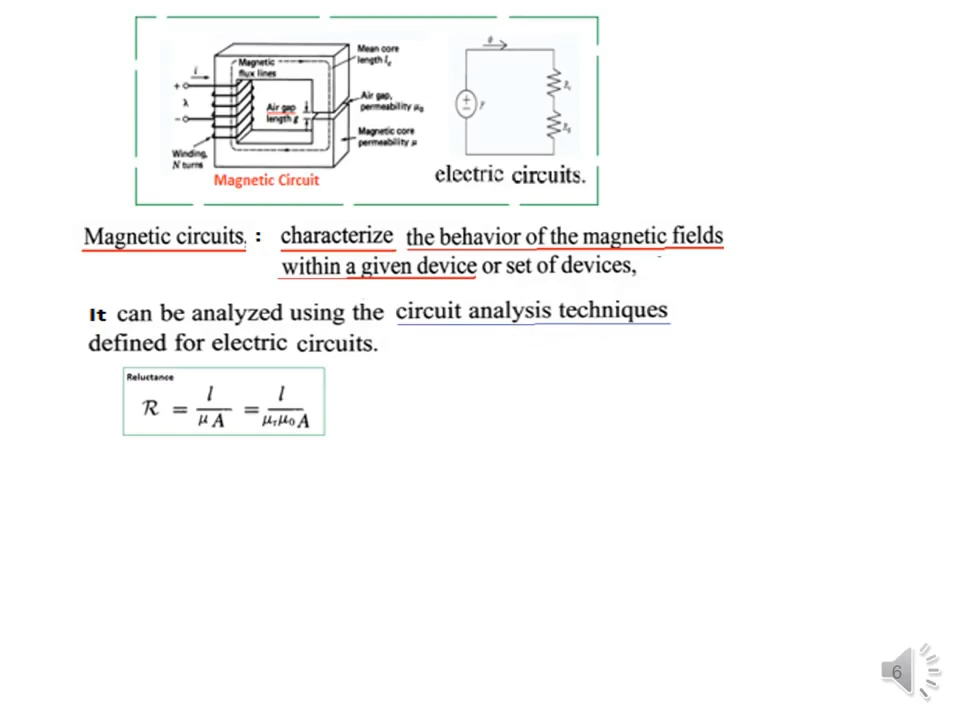 Magnetic
flux lines
Mean core
length l_c
i
+
λ
−
Air gap
length g
Air gap,
permeability μ₀
Magnetic core
permeability μ
Winding,
N turns
Magnetic Circuit
ϕ
+
electric circuits.
Magnetic circuits, : characterize the behavior of the magnetic fields
within a given device or set of devices,
It can be analyzed using the circuit analysis techniques
defined for electric circuits.
Reluctance
ℛ = l / μ A = l / μᵣμ₀ A
6